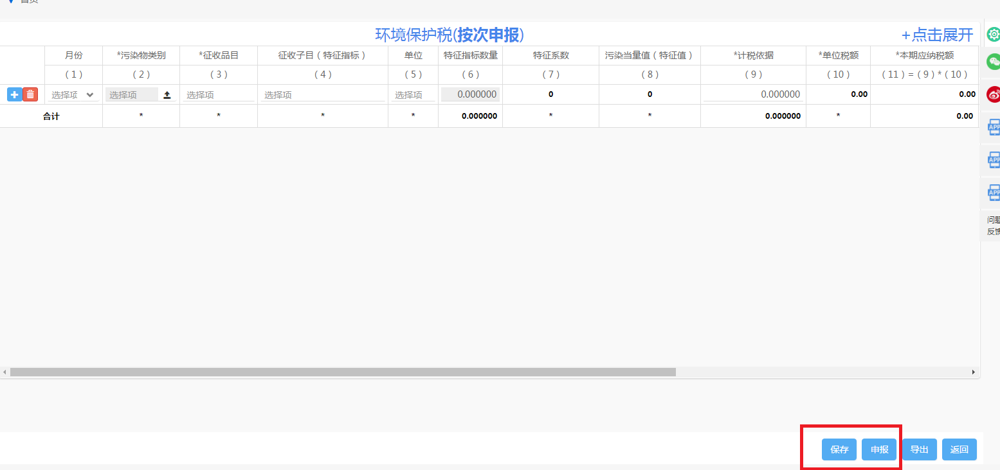 首页
环境保护税(按次申报)
+点击展开
月份 *污染物类别 *征收品目 征收子目（特征指标） 单位 特征指标数量 特征系数 污染当量值（特征值） *计税依据 *单位税额 *本期应纳税额
（1） （2） （3） （4） （5） （6） （7） （8） （9） （10） （11）=（9）*（10）
选择项 选择项 选择项 选择项 选择项 0.000000 0 0 0.000000 0.00 0.00
合计 * * * * 0.000000 * * 0.000000 * 0.00
APP
APP
APP
问题
反馈
保存 申报 导出 返回